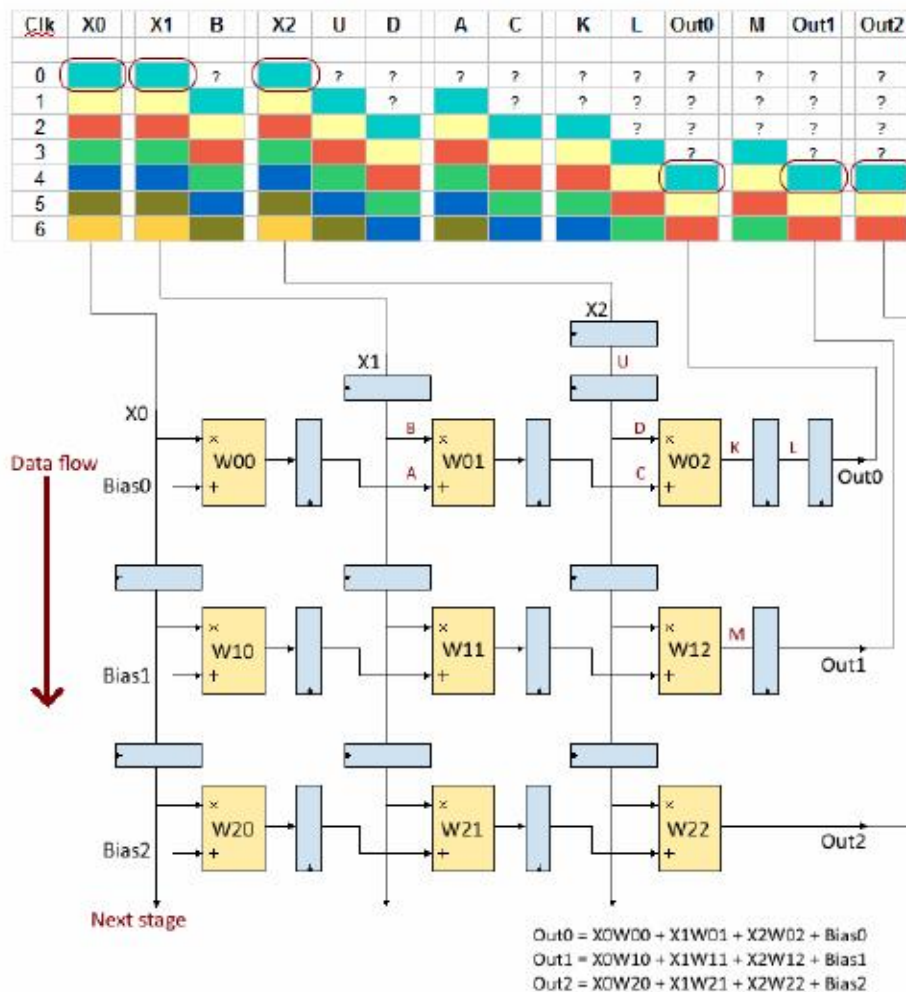 Clk X0 X1 B X2 U D A C K L Out0 M Out1 Out2
0 ? ? ? ? ? ? ? ? ? ? ?
1 ? ? ? ? ? ? ? ?
2 ? ? ? ? ?
3 ? ? ?
4
5
6
X2
U
X1
X0
B
D
K
L
×
W00
×
W01
×
W02
Data flow
A
C
Bias0
+
+
+
Out0
×
W10
×
W11
×
W12
M
Bias1
+
+
+
Out1
×
W20
×
W21
×
W22
Bias2
+
+
+
Out2
Next stage
Out0 = X0W00 + X1W01 + X2W02 + Bias0
Out1 = X0W10 + X1W11 + X2W12 + Bias1
Out2 = X0W20 + X1W21 + X2W22 + Bias2